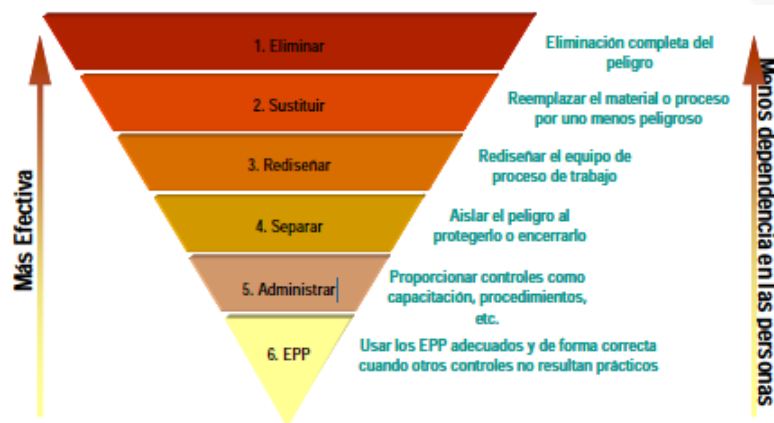 1. Eliminar
Eliminación completa del
peligro
2. Sustituir
Reemplazar el material o proceso
por uno menos peligroso
3. Rediseñar
Rediseñar el equipo de
proceso de trabajo
4. Separar
Aislar el peligro al
protegerlo o encerrarlo
5. Administrar
Proporcionar controles como
capacitación, procedimientos,
etc.
6. EPP
Usar los EPP adecuados y de forma correcta
cuando otros controles no resultan prácticos
Más Efectiva
Menos dependencia en las personas